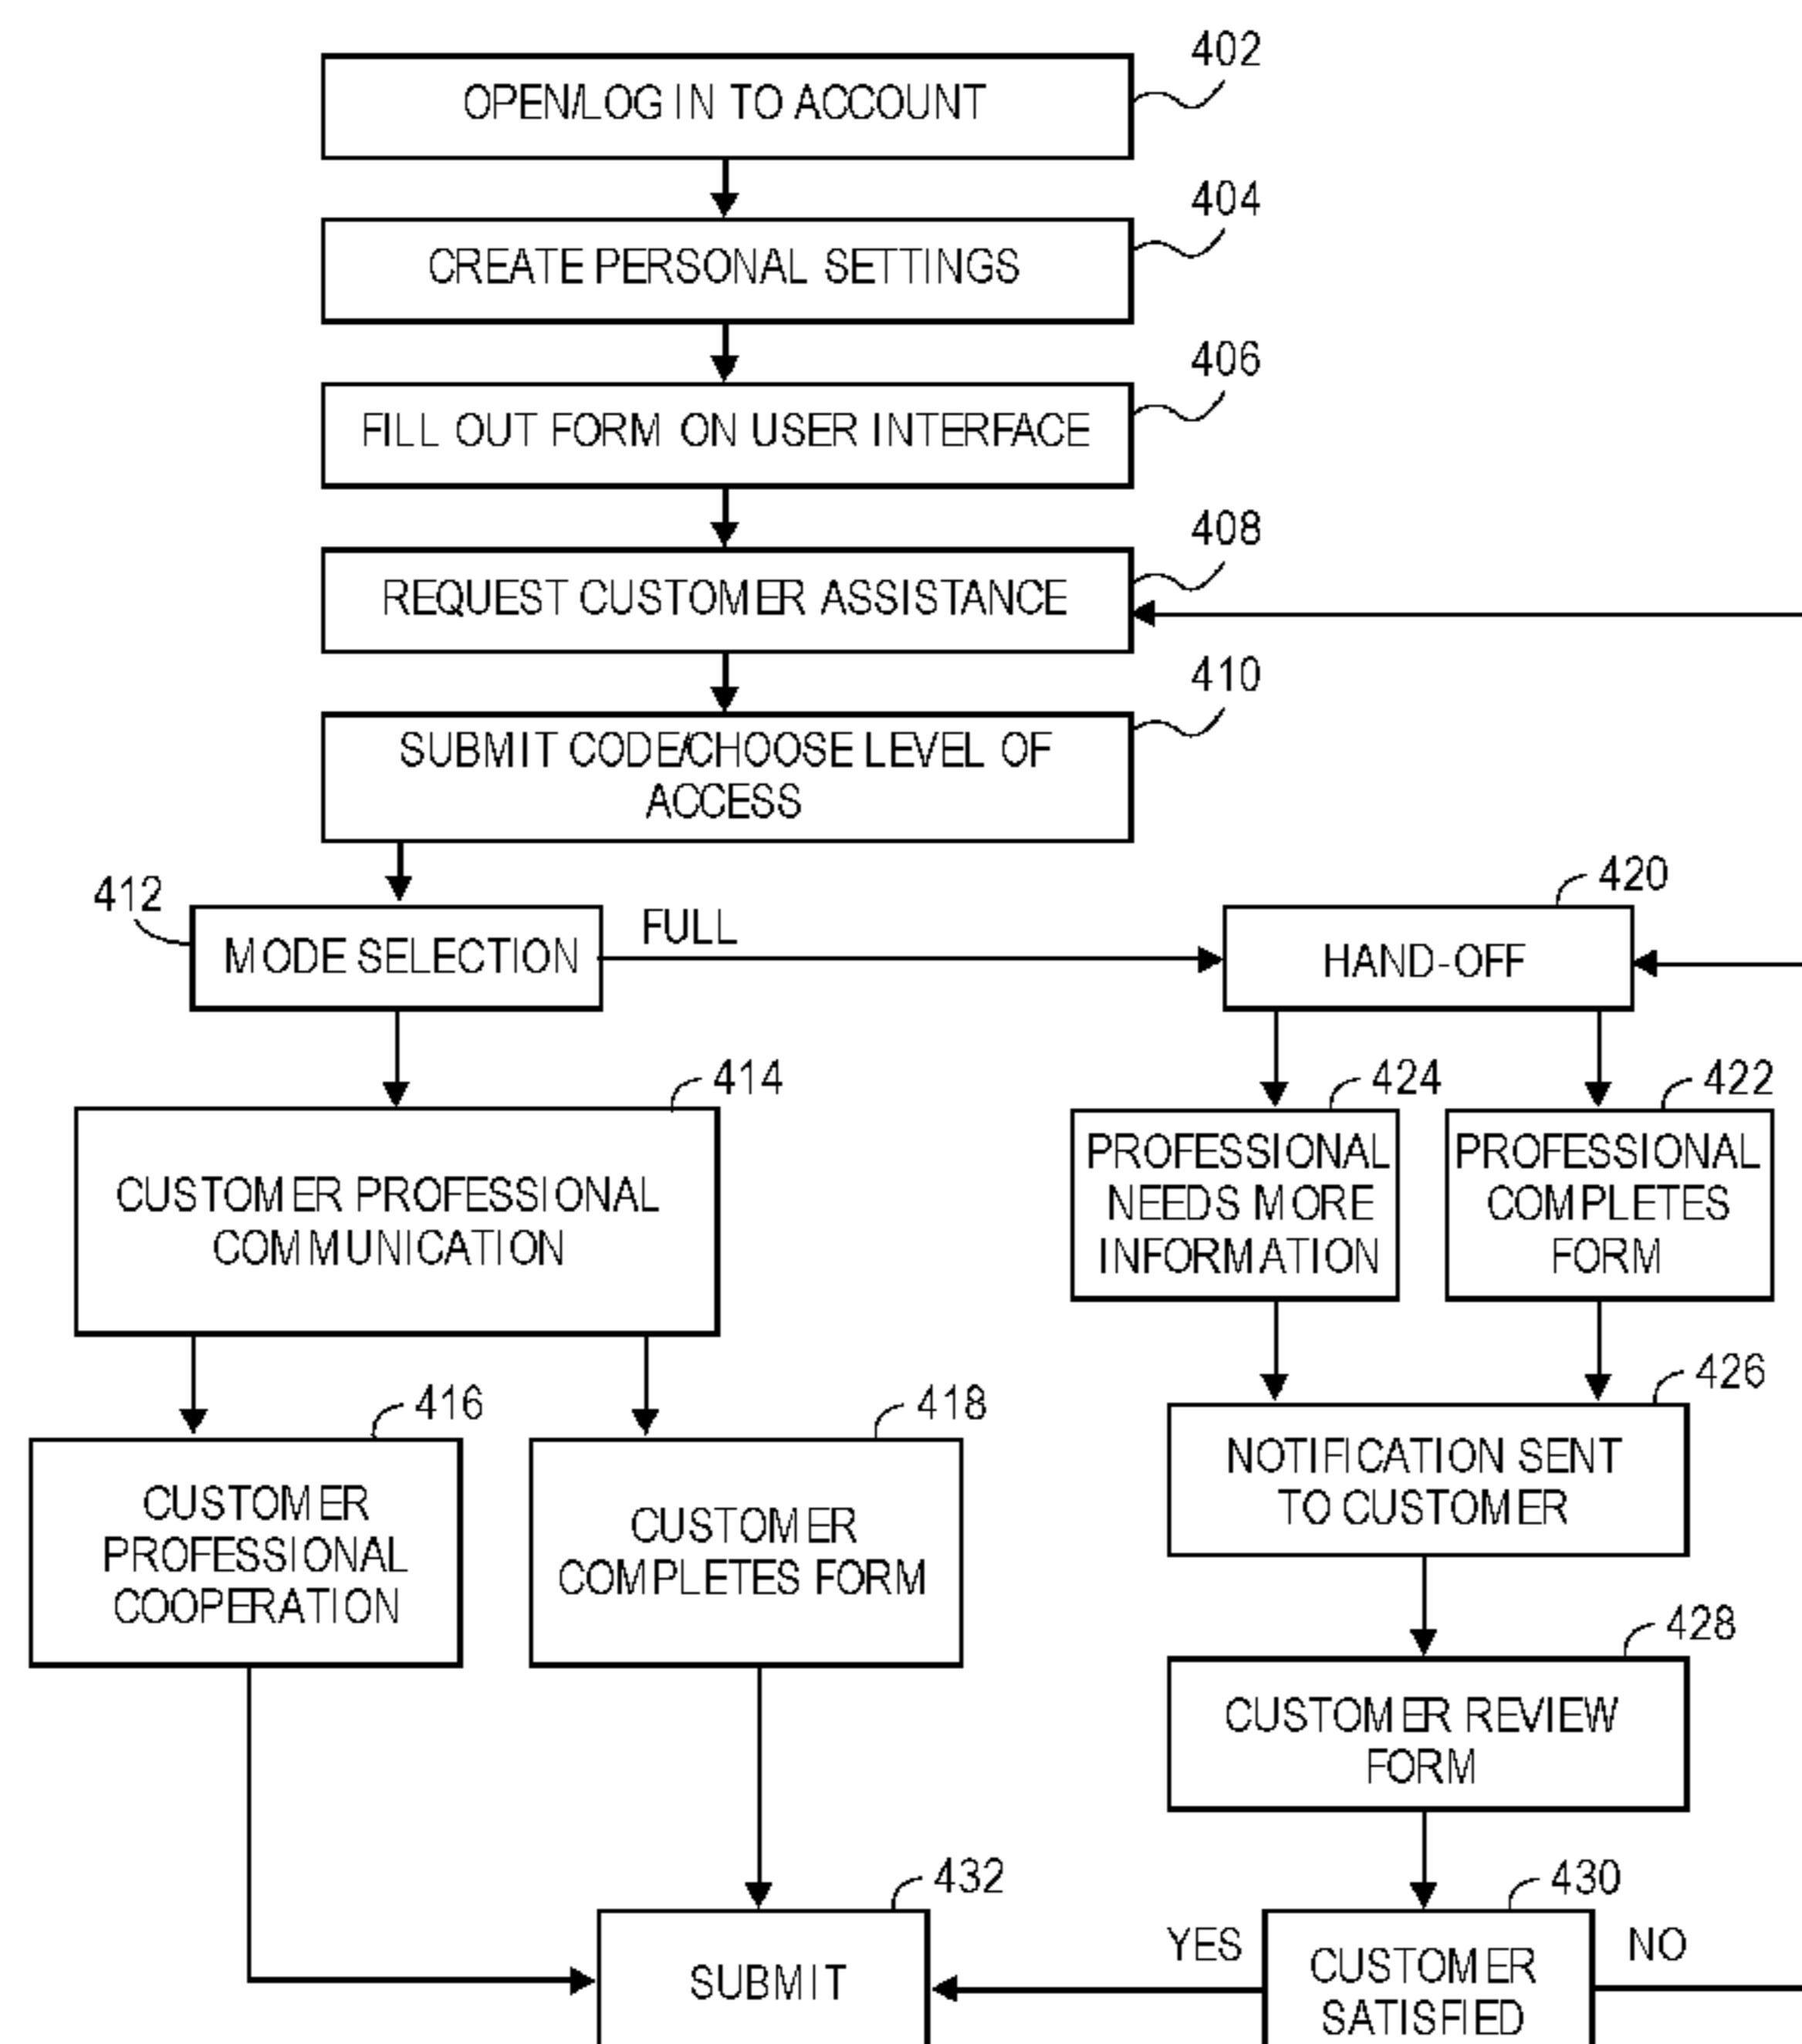 402
OPEN/LOG IN TO ACCOUNT
404
CREATE PERSONAL SETTINGS
406
FILL OUT FORM ON USER INTERFACE
408
REQUEST CUSTOMER ASSISTANCE
410
SUBMIT CODE/CHOOSE LEVEL OF
ACCESS
412
MODE SELECTION
FULL
420
HAND-OFF
414
CUSTOMER PROFESSIONAL
COMMUNICATION
424
PROFESSIONAL
NEEDS MORE
INFORMATION
422
PROFESSIONAL
COMPLETES
FORM
416
CUSTOMER
PROFESSIONAL
COOPERATION
418
CUSTOMER
COMPLETES FORM
426
NOTIFICATION SENT
TO CUSTOMER
428
CUSTOMER REVIEW
FORM
432
SUBMIT
YES
430
CUSTOMER
SATISFIED
NO